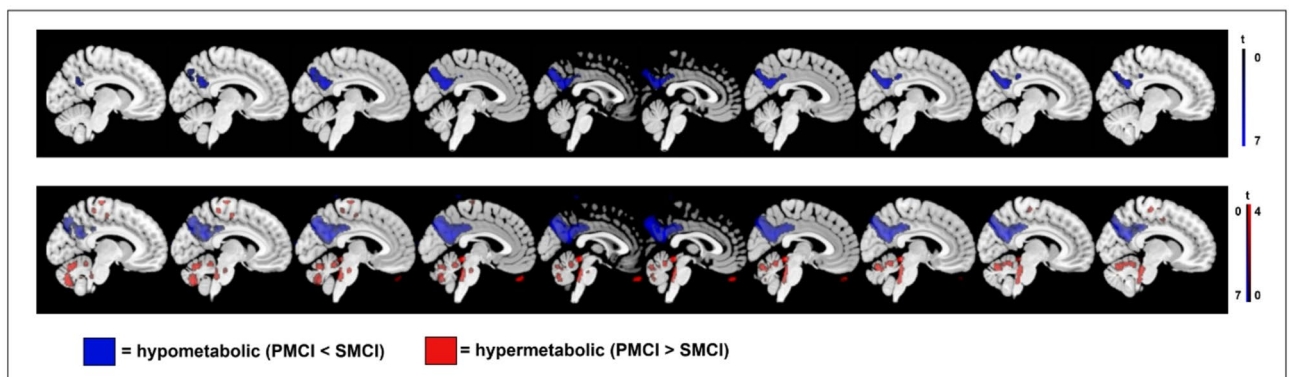 t
0
7
t
0 4
7 0
= hypometabolic (PMCI < SMCI) = hypermetabolic (PMCI > SMCI)